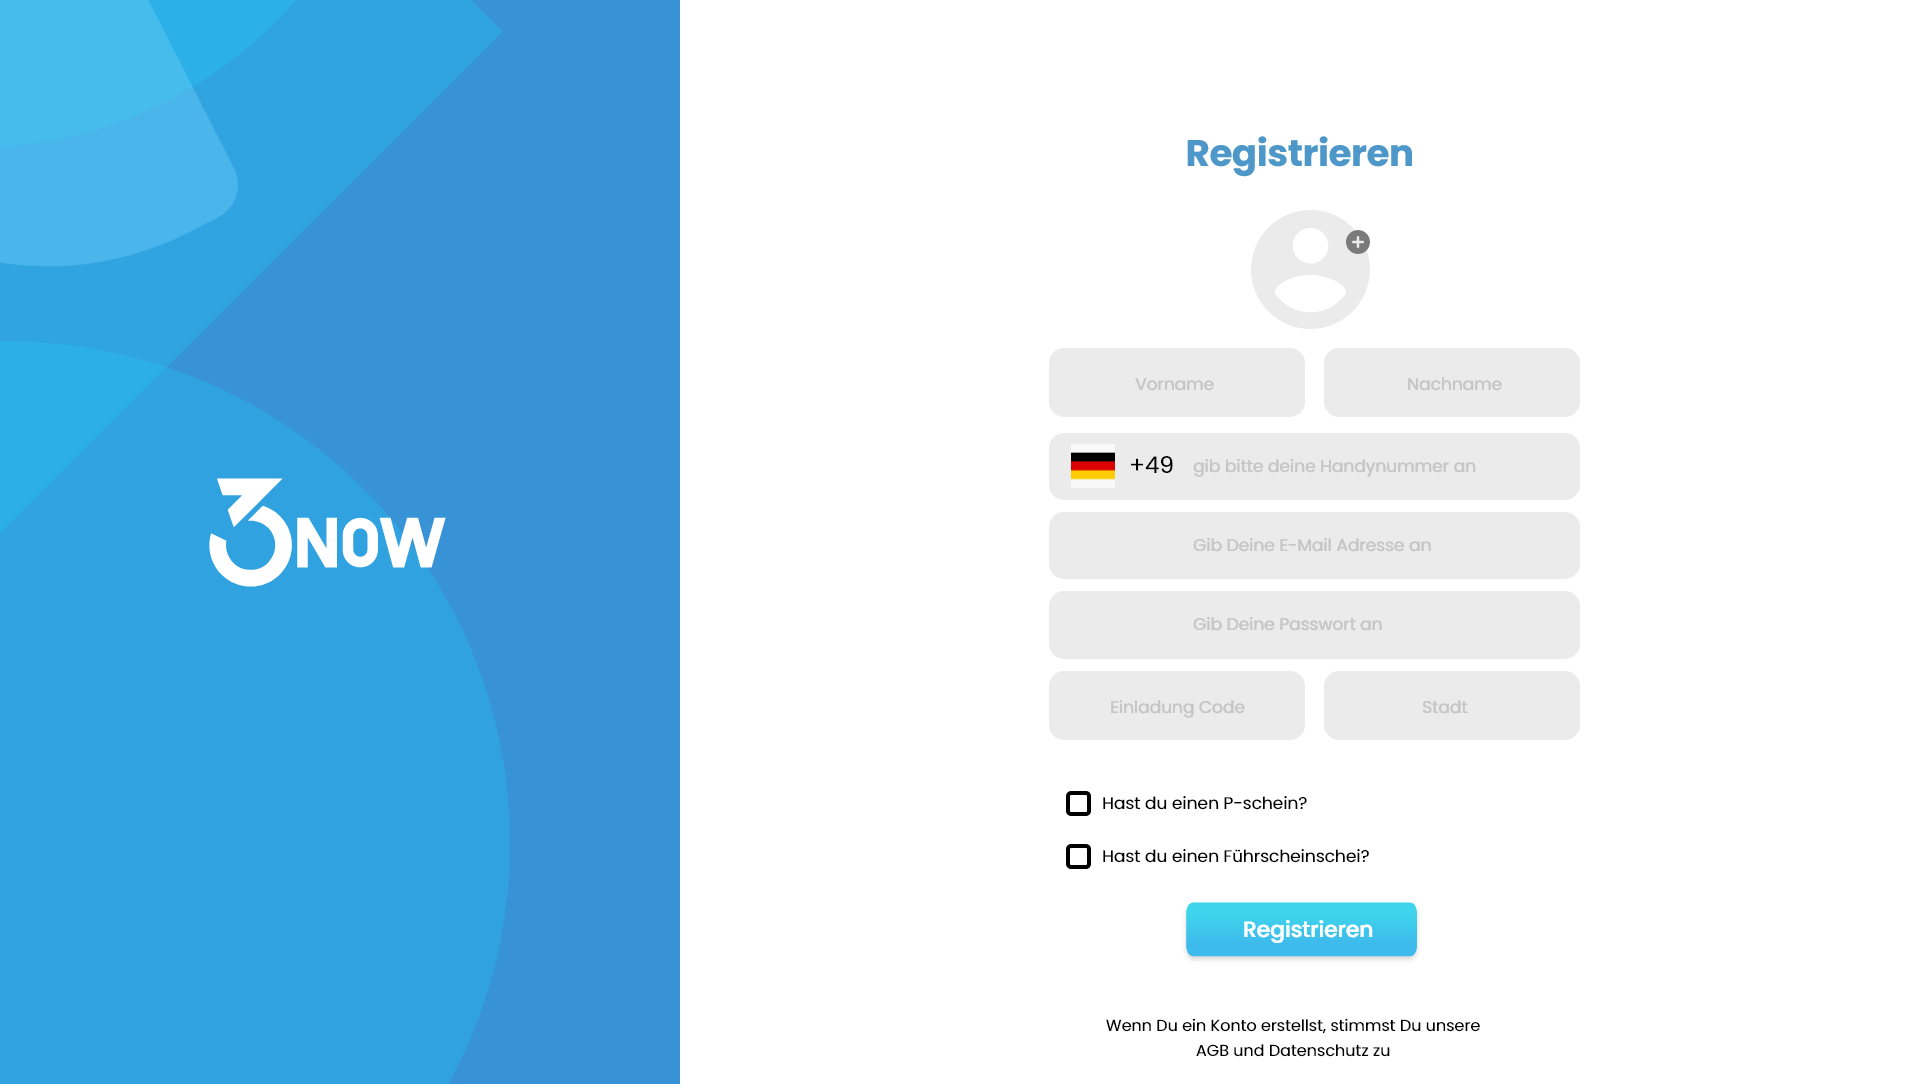 3NOW
Registrieren
Vorname
Nachname
+49 gib bitte deine Handynummer an
Gib Deine E-Mail Adresse an
Gib Deine Passwort an
Einladung Code
Stadt
Hast du einen P-schein?
Hast du einen Führscheinschei?
Registrieren
Wenn Du ein Konto erstellst, stimmst Du unsere
AGB und Datenschutz zu